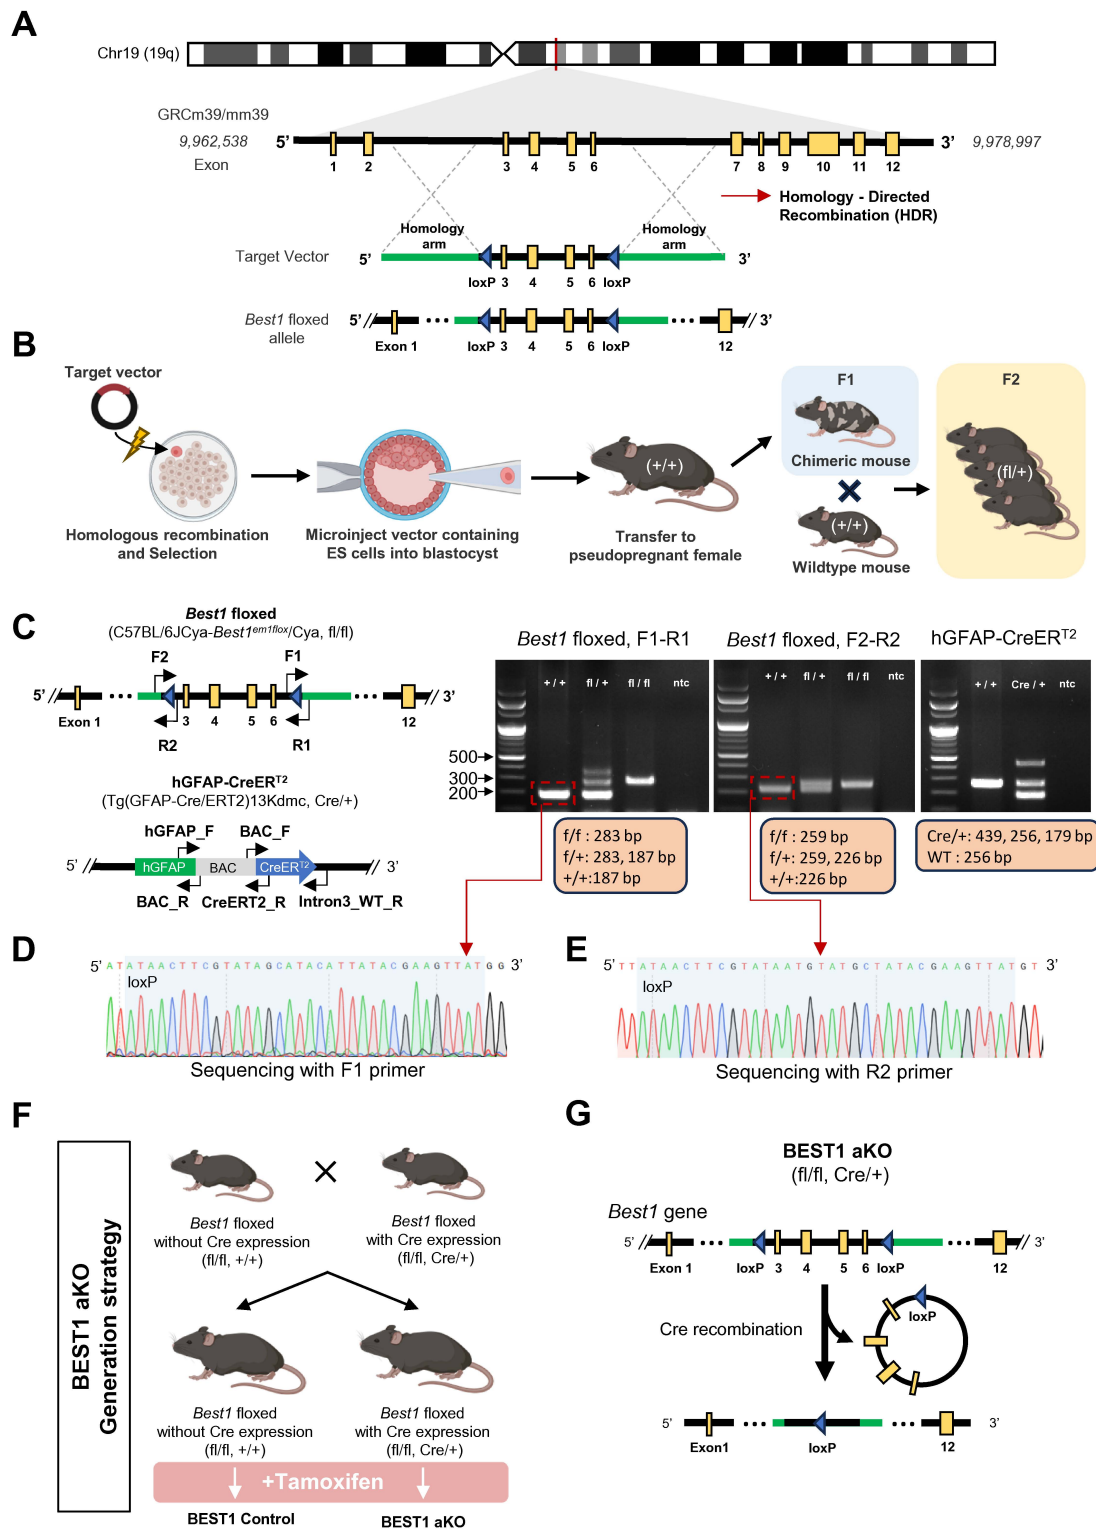 A
Chr19 (19q)
GRCm39/mm39
9,962,538
5’
3’
9,978,997
Exon
1 2 3 4 5 6 7 8 9 10 11 12
Homology - Directed
Recombination (HDR)
Homology
arm
Homology
arm
Target Vector
5’
3’
loxP 3 4 5 6 loxP
Best1 floxed
allele
5’
3’
Exon 1 loxP 3 4 5 6 loxP 12
B
Target vector
Homologous recombination
and Selection
Microinject vector containing
ES cells into blastocyst
(+/+)
Transfer to
pseudopregnant female
F1
Chimeric mouse
(+/+)
Wildtype mouse
F2
(fl/+)
C
Best1 floxed
(C57BL/6JCya-Best1em1flox/Cya, fl/fl)
F2
F1
5’
3’
Exon 1 3 4 5 6 12
R2
R1
hGFAP-CreERT2
(Tg(GFAP-Cre/ERT2)13Kdmc, Cre/+)
hGFAP_F
BAC_F
5’
hGFAP
BAC
CreERT2
3’
BAC_R
CreERT2_R
Intron3_WT_R
Best1 floxed, F1-R1
+/+ fl/+ fl/fl ntc
500
300
200
f/f : 283 bp
f/+: 283, 187 bp
+/+:187 bp
Best1 floxed, F2-R2
+/+ fl/+ fl/fl ntc
f/f : 259 bp
f/+: 259, 226 bp
+/+:226 bp
hGFAP-CreERT2
+/+ Cre/+ ntc
Cre/+: 439, 256, 179 bp
WT : 256 bp
D
5’ ATATAACTTCGTATAGCATACATTATACGAAGTTATGG 3’
loxP
Sequencing with F1 primer
E
5’ TTATAACTTCGTATAATGTATGCTATACGAAGTTATGT 3’
loxP
Sequencing with R2 primer
F
BEST1 aKO
Generation strategy
Best1 floxed
without Cre expression
(fl/fl, +/+)
Best1 floxed
with Cre expression
(fl/fl, Cre/+)
Best1 floxed
without Cre expression
(fl/fl, +/+)
Best1 floxed
with Cre expression
(fl/fl, Cre/+)
+Tamoxifen
BEST1 Control
BEST1 aKO
G
BEST1 aKO
(fl/fl, Cre/+)
Best1 gene
5’
3’
Exon 1 loxP 3 4 5 6 loxP 12
Cre recombination
loxP
5’
3’
Exon1 loxP 12